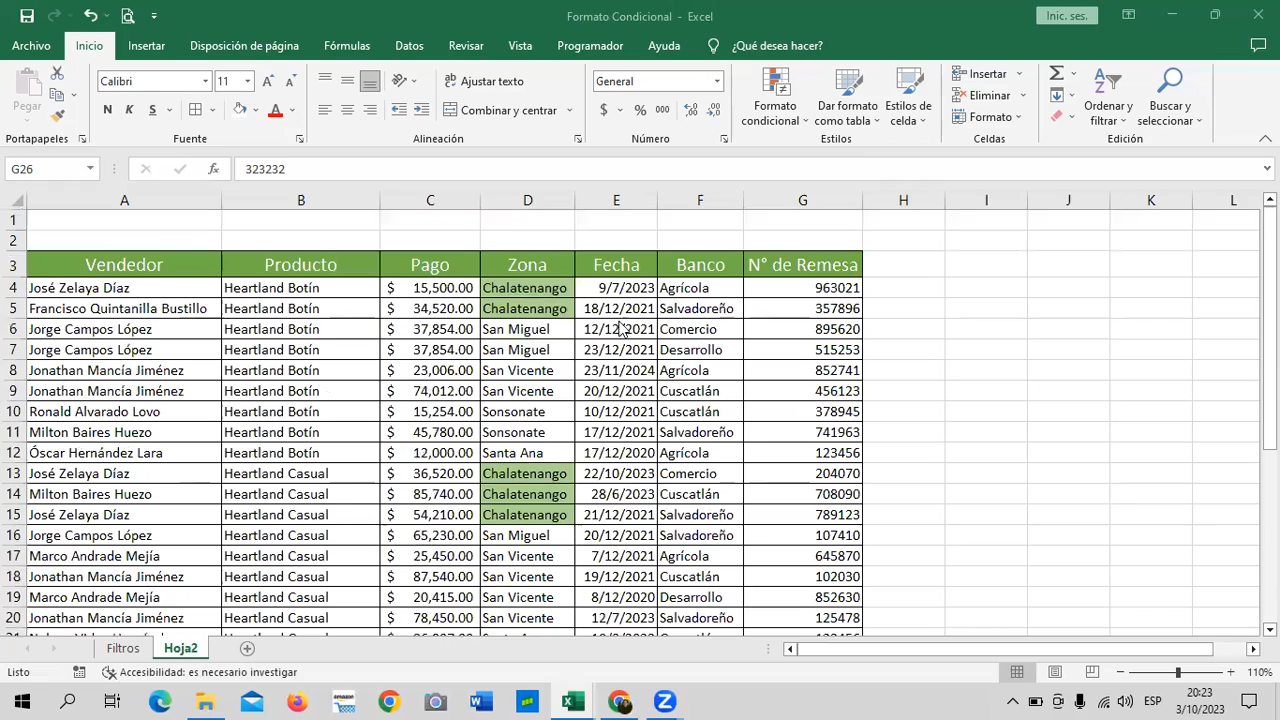 Formato Condicional - Excel
Inic. ses.
Archivo Inicio Insertar Disposición de página Fórmulas Datos Revisar Vista Programador Ayuda ¿Qué desea hacer?
Pegar
Calibri 11
N K S
Ajustar texto
Combinar y centrar
General
$ % 000
Formato condicional
Dar formato como tabla
Estilos de celda
Insertar
Eliminar
Formato
Ordenar y filtrar
Buscar y seleccionar
Portapapeles Fuente Alineación Número Estilos Celdas Edición
G26 fx 323232
A B C D E F G H I J K L
1
2
3 Vendedor Producto Pago Zona Fecha Banco N° de Remesa
4 José Zelaya Díaz Heartland Botín $ 15,500.00 Chalatenango 9/7/2023 Agrícola 963021
5 Francisco Quintanilla Bustillo Heartland Botín $ 34,520.00 Chalatenango 18/12/2021 Salvadoreño 357896
6 Jorge Campos López Heartland Botín $ 37,854.00 San Miguel 12/12/2021 Comercio 895620
7 Jorge Campos López Heartland Botín $ 37,854.00 San Miguel 23/12/2021 Desarrollo 515253
8 Jonathan Mancía Jiménez Heartland Botín $ 23,006.00 San Vicente 23/11/2024 Agrícola 852741
9 Jonathan Mancía Jiménez Heartland Botín $ 74,012.00 San Vicente 20/12/2021 Cuscatlán 456123
10 Ronald Alvarado Lovo Heartland Botín $ 15,254.00 Sonsonate 10/12/2021 Cuscatlán 378945
11 Milton Baires Huezo Heartland Botín $ 45,780.00 Sonsonate 17/12/2021 Salvadoreño 741963
12 Óscar Hernández Lara Heartland Botín $ 12,000.00 Santa Ana 17/12/2020 Agrícola 123456
13 José Zelaya Díaz Heartland Casual $ 36,520.00 Chalatenango 22/10/2023 Comercio 204070
14 Milton Baires Huezo Heartland Casual $ 85,740.00 Chalatenango 28/6/2023 Cuscatlán 708090
15 José Zelaya Díaz Heartland Casual $ 54,210.00 Chalatenango 21/12/2021 Salvadoreño 789123
16 Jorge Campos López Heartland Casual $ 65,230.00 San Miguel 20/12/2021 Salvadoreño 107410
17 Marco Andrade Mejía Heartland Casual $ 25,450.00 San Vicente 7/12/2021 Agrícola 645870
18 Jonathan Mancía Jiménez Heartland Casual $ 87,540.00 San Vicente 19/12/2021 Cuscatlán 102030
19 Marco Andrade Mejía Heartland Casual $ 20,415.00 San Vicente 8/12/2020 Desarrollo 852630
20 Jonathan Mancía Jiménez Heartland Casual $ 78,450.00 San Vicente 12/7/2023 Salvadoreño 125478
Filtros Hoja2
Listo Accesibilidad: es necesario investigar 110%
ESP
20:23
3/10/2023